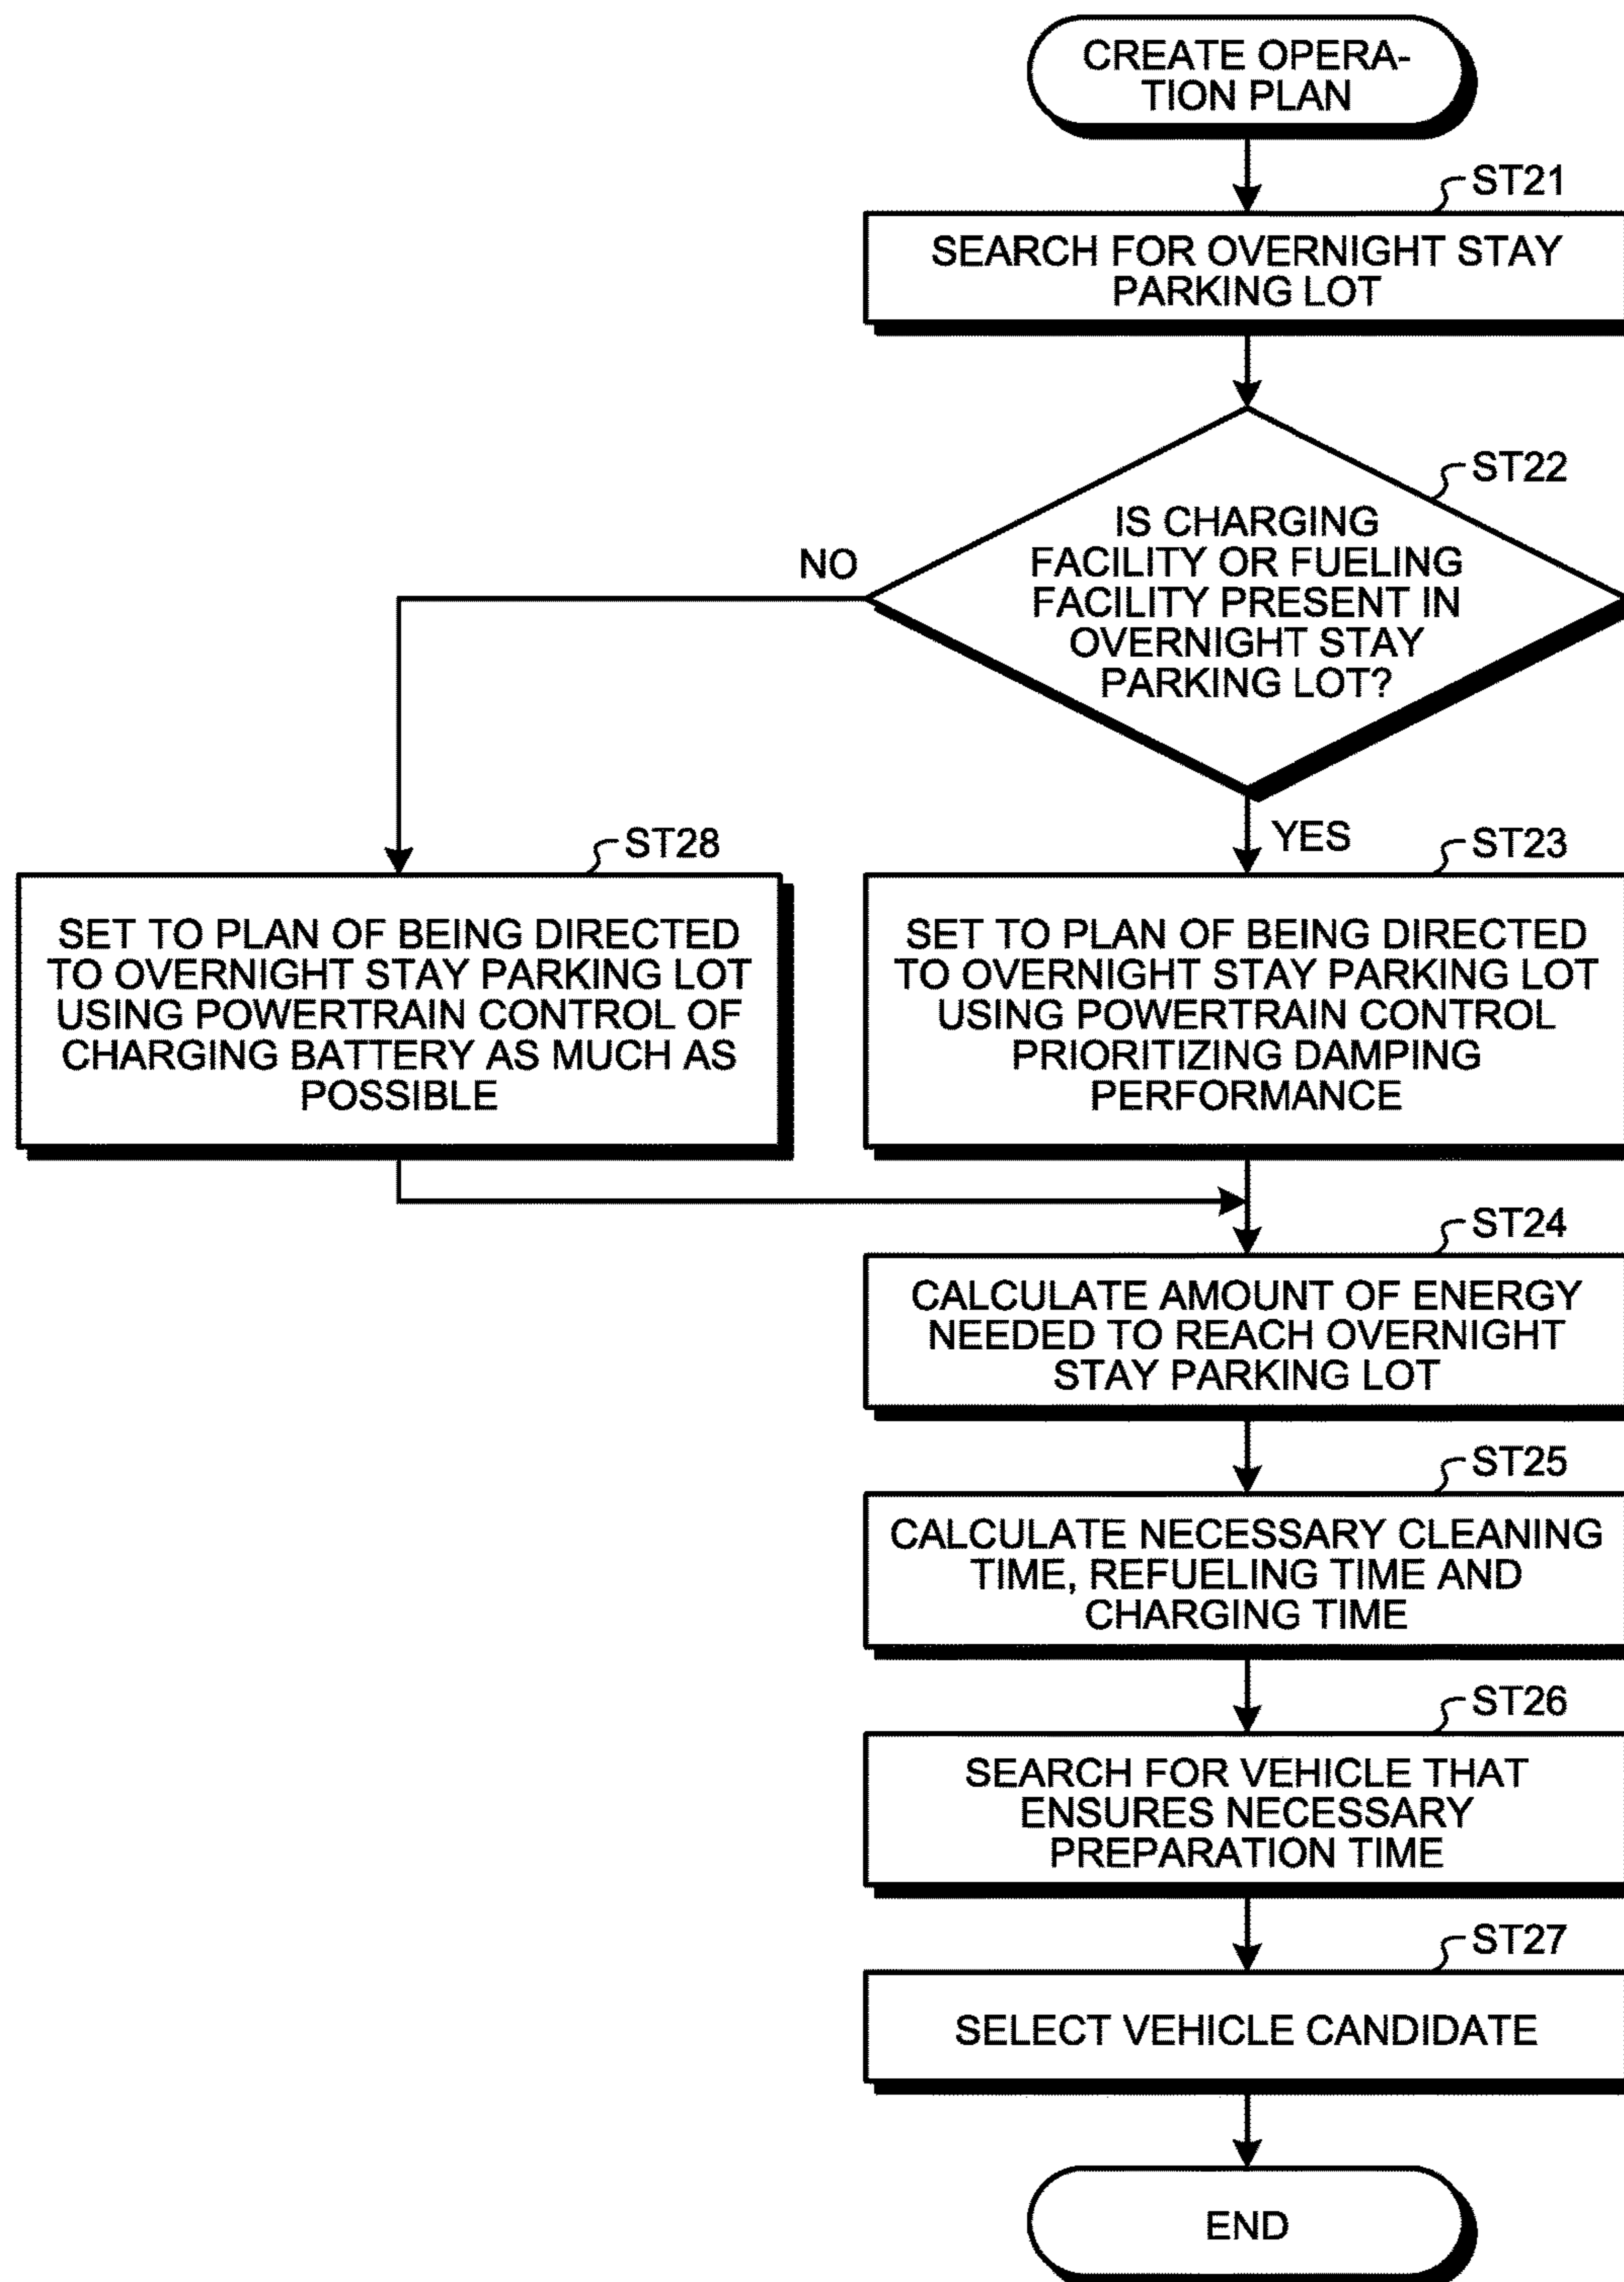 CREATE OPERA-
TION PLAN
ST21
SEARCH FOR OVERNIGHT STAY
PARKING LOT
ST22
IS CHARGING
FACILITY OR FUELING
FACILITY PRESENT IN
OVERNIGHT STAY
PARKING LOT?
NO
YES
ST28
SET TO PLAN OF BEING DIRECTED
TO OVERNIGHT STAY PARKING LOT
USING POWERTRAIN CONTROL OF
CHARGING BATTERY AS MUCH AS
POSSIBLE
ST23
SET TO PLAN OF BEING DIRECTED
TO OVERNIGHT STAY PARKING LOT
USING POWERTRAIN CONTROL
PRIORITIZING DAMPING
PERFORMANCE
ST24
CALCULATE AMOUNT OF ENERGY
NEEDED TO REACH OVERNIGHT
STAY PARKING LOT
ST25
CALCULATE NECESSARY CLEANING
TIME, REFUELING TIME AND
CHARGING TIME
ST26
SEARCH FOR VEHICLE THAT
ENSURES NECESSARY
PREPARATION TIME
ST27
SELECT VEHICLE CANDIDATE
END